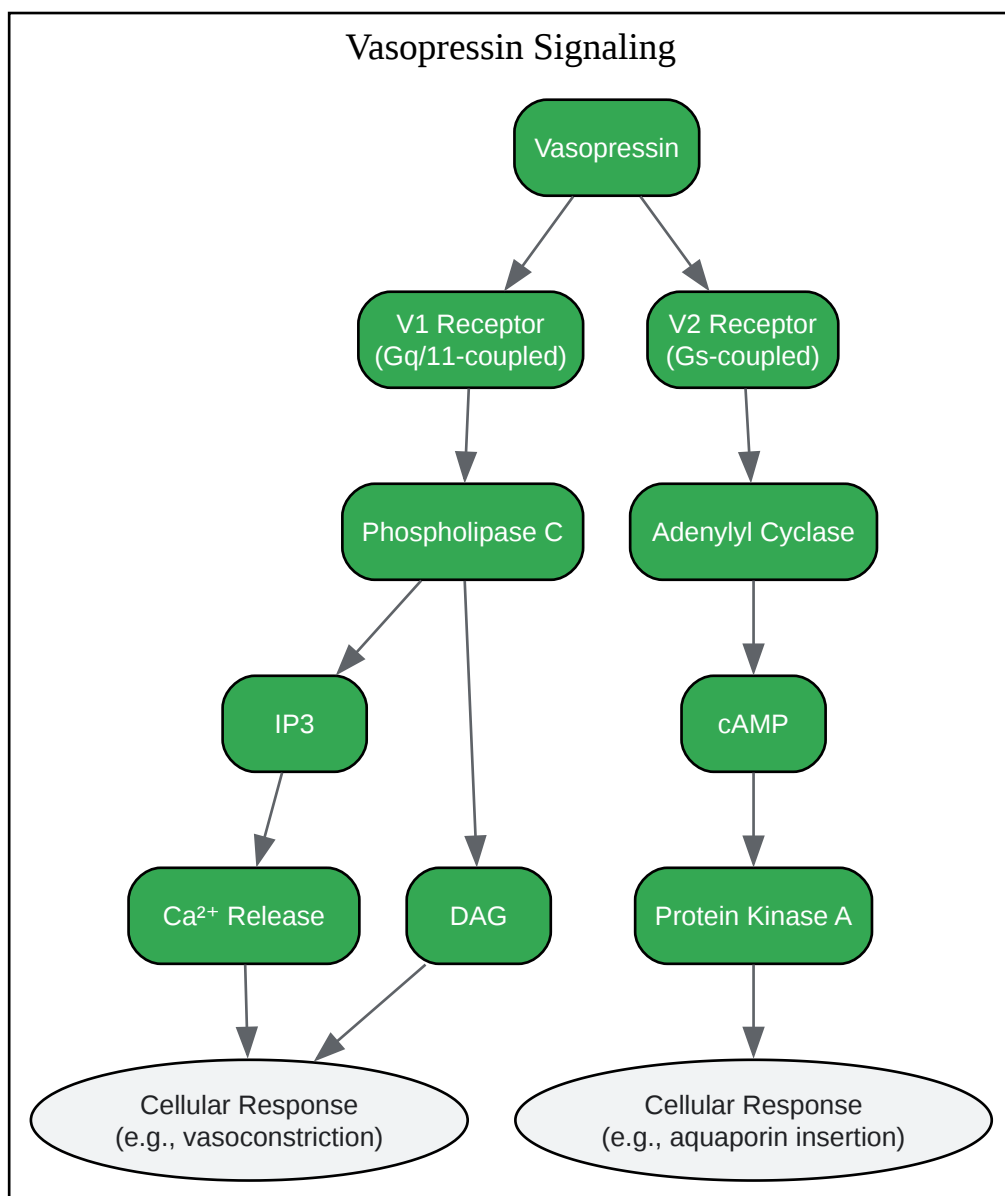 Vasopressin Signaling
Vasopressin
V1 Receptor
(Gq/11-coupled)
V2 Receptor
(Gs-coupled)
Phospholipase C
Adenylyl Cyclase
IP3
cAMP
Ca²⁺ Release
DAG
Protein Kinase A
Cellular Response
(e.g., vasoconstriction)
Cellular Response
(e.g., aquaporin insertion)